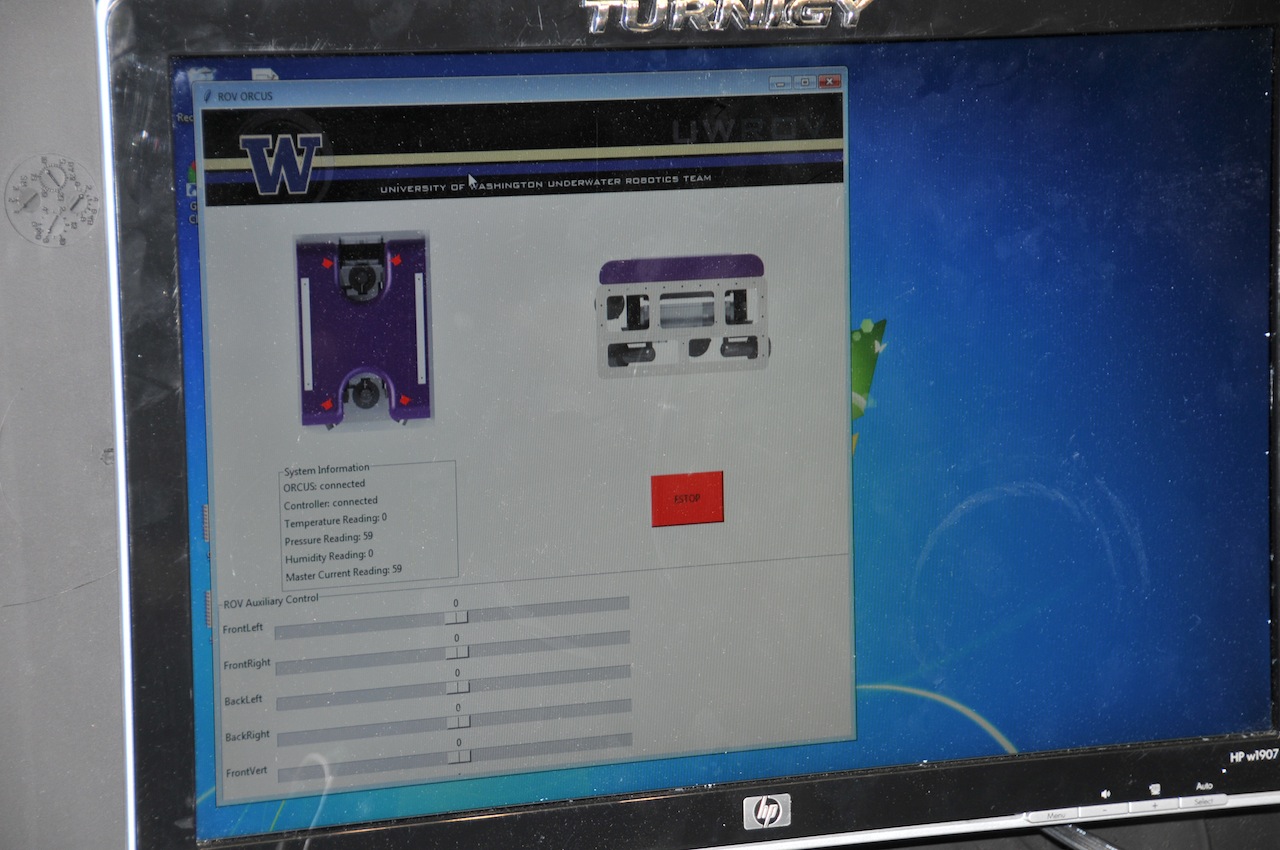 TURNIGY
Rec
ROV ORCUS
UWROV
W
UNIVERSITY OF WASHINGTON UNDERWATER ROBOTICS TEAM
System Information
ORCUS: connected
Controller: connected
Temperature Reading: 0
Pressure Reading: 59
Humidity Reading: 0
Master Current Reading: 59
ESTOP
ROV Auxiliary Control
0
FrontLeft
0
FrontRight
0
BackLeft
0
BackRight
0
FrontVert
HP w1907
hp
Auto
Menu
+
Select